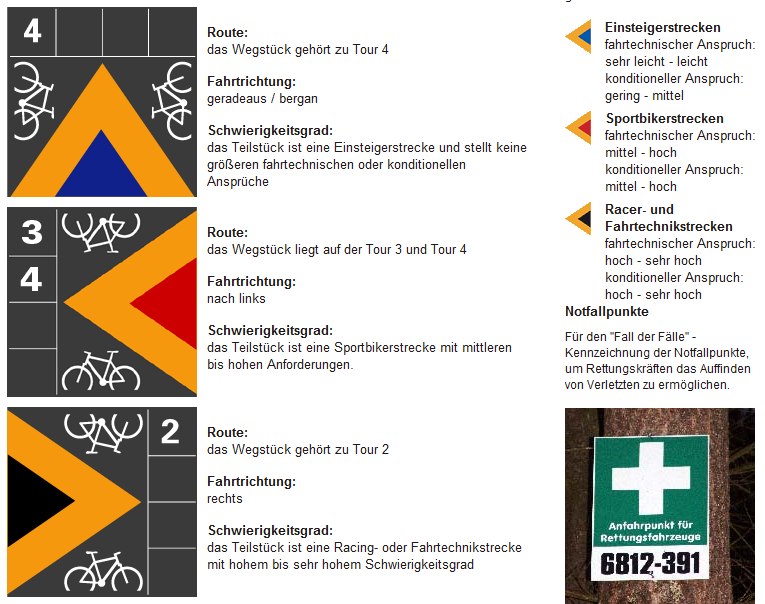 4
Route:
das Wegstück gehört zu Tour 4
Fahrtrichtung:
geradeaus / bergan
Schwierigkeitsgrad:
das Teilstück ist eine Einsteigerstrecke und stellt keine
größeren fahrtechnischen oder konditionellen
Ansprüche
3
4
Route:
das Wegstück liegt auf der Tour 3 und Tour 4
Fahrtrichtung:
nach links
Schwierigkeitsgrad:
das Teilstück ist eine Sportbikerstrecke mit mittleren
bis hohen Anforderungen.
2
Route:
das Wegstück gehört zu Tour 2
Fahrtrichtung:
rechts
Schwierigkeitsgrad:
das Teilstück ist eine Racing- oder Fahrtechnikstrecke
mit hohem bis sehr hohem Schwierigkeitsgrad
Einsteigerstrecken
fahrtechnischer Anspruch:
sehr leicht - leicht
konditioneller Anspruch:
gering - mittel
Sportbikerstrecken
fahrtechnischer Anspruch:
mittel - hoch
konditioneller Anspruch:
mittel - hoch
Racer- und
Fahrtechnikstrecken
fahrtechnischer Anspruch:
hoch - sehr hoch
konditioneller Anspruch:
hoch - sehr hoch
Notfallpunkte
Für den "Fall der Fälle" -
Kennzeichnung der Notfallpunkte,
um Rettungskräften das Auffinden
von Verletzten zu ermöglichen.
Anfahrpunkt für
Rettungsfahrzeuge
6812-391